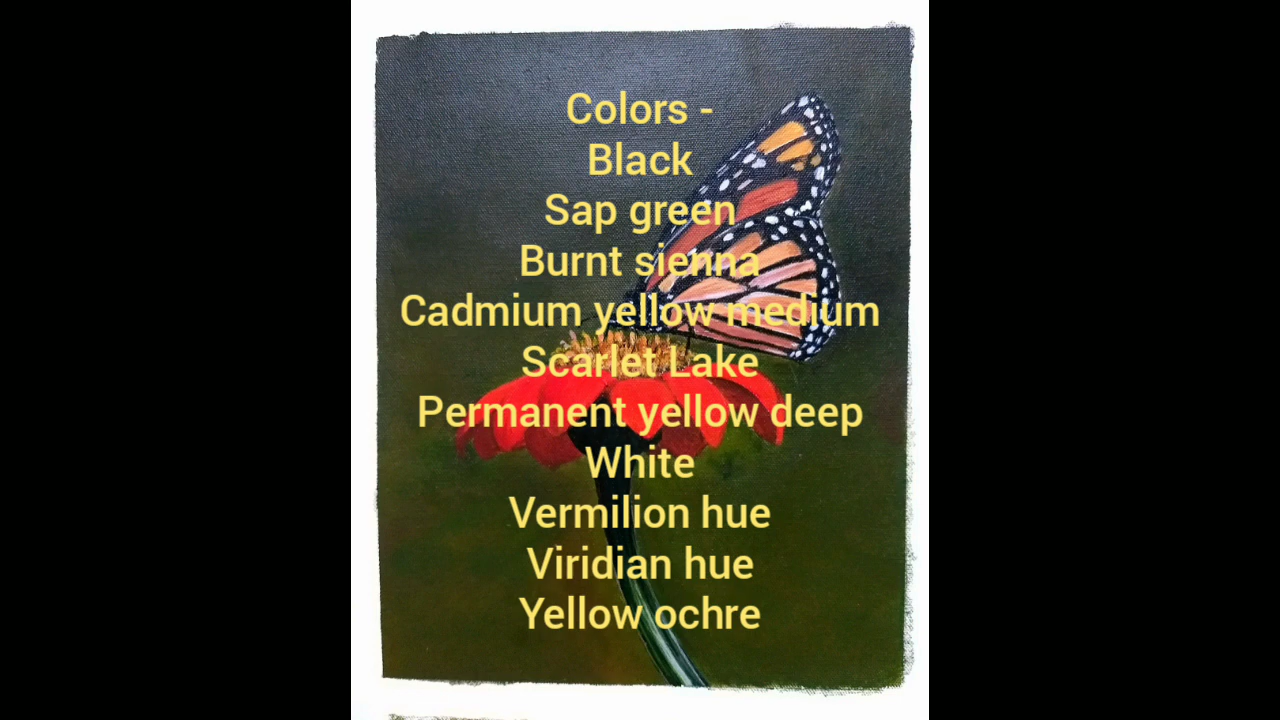 Colors -
Black
Sap green
Burnt sienna
Cadmium yellow medium
Scarlet Lake
Permanent yellow deep
White
Vermilion hue
Viridian hue
Yellow ochre